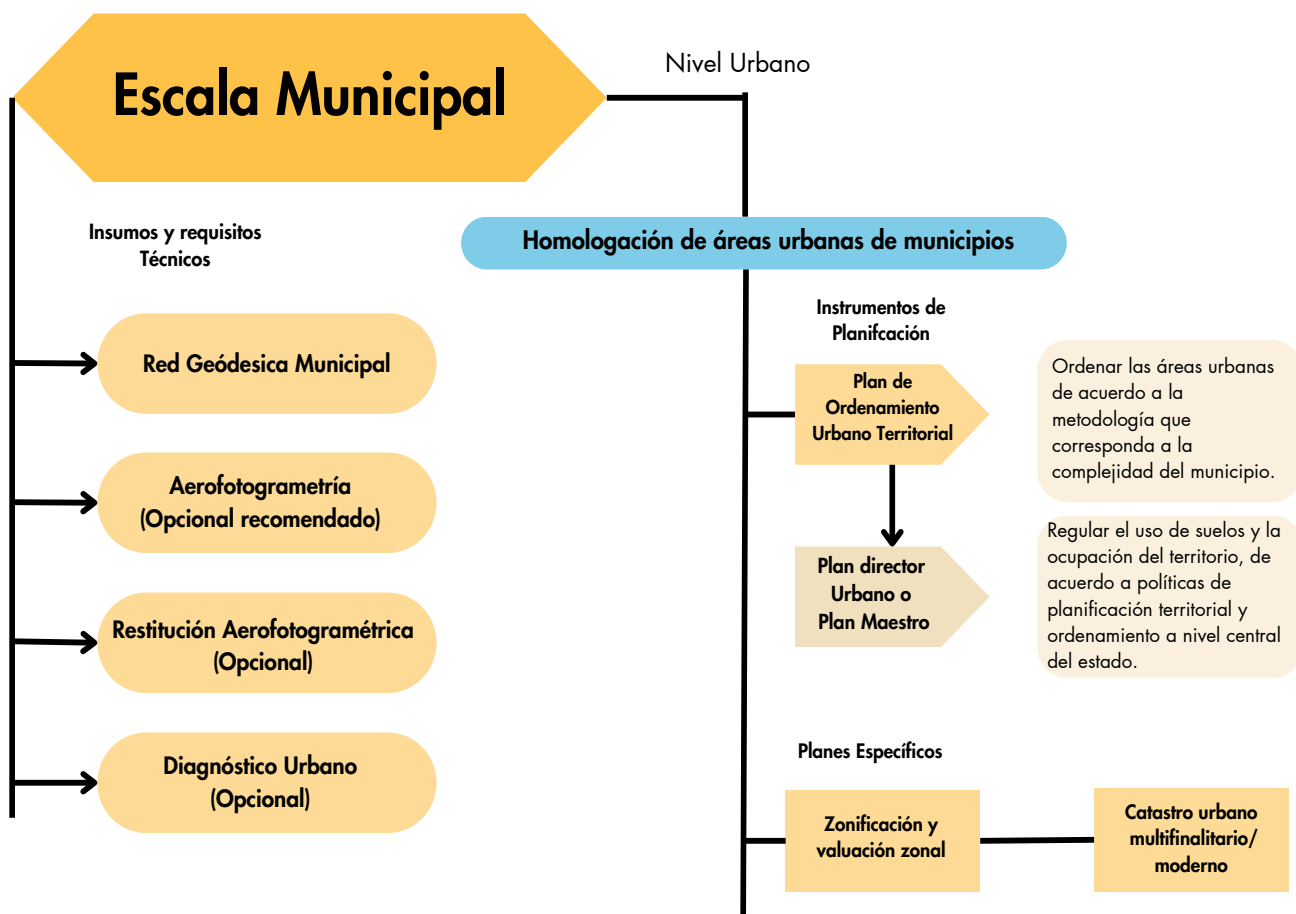 Escala Municipal
Nivel Urbano
Insumos y requisitos
Técnicos
Red Geódesica Municipal
Aerofotogrametría
(Opcional recomendado)
Restitución Aerofotogramétrica
(Opcional)
Diagnóstico Urbano
(Opcional)
Homologación de áreas urbanas de municipios
Instrumentos de
Planifcación
Plan de
Ordenamiento
Urbano Territorial
Ordenar las áreas urbanas
de acuerdo a la
metodología que
corresponda a la
complejidad del municipio.
Plan director
Urbano o
Plan Maestro
Regular el uso de suelos y la
ocupación del territorio, de
acuerdo a políticas de
planificación territorial y
ordenamiento a nivel central
del estado.
Planes Específicos
Zonificación y
valuación zonal
Catastro urbano
multifinalitario/
moderno